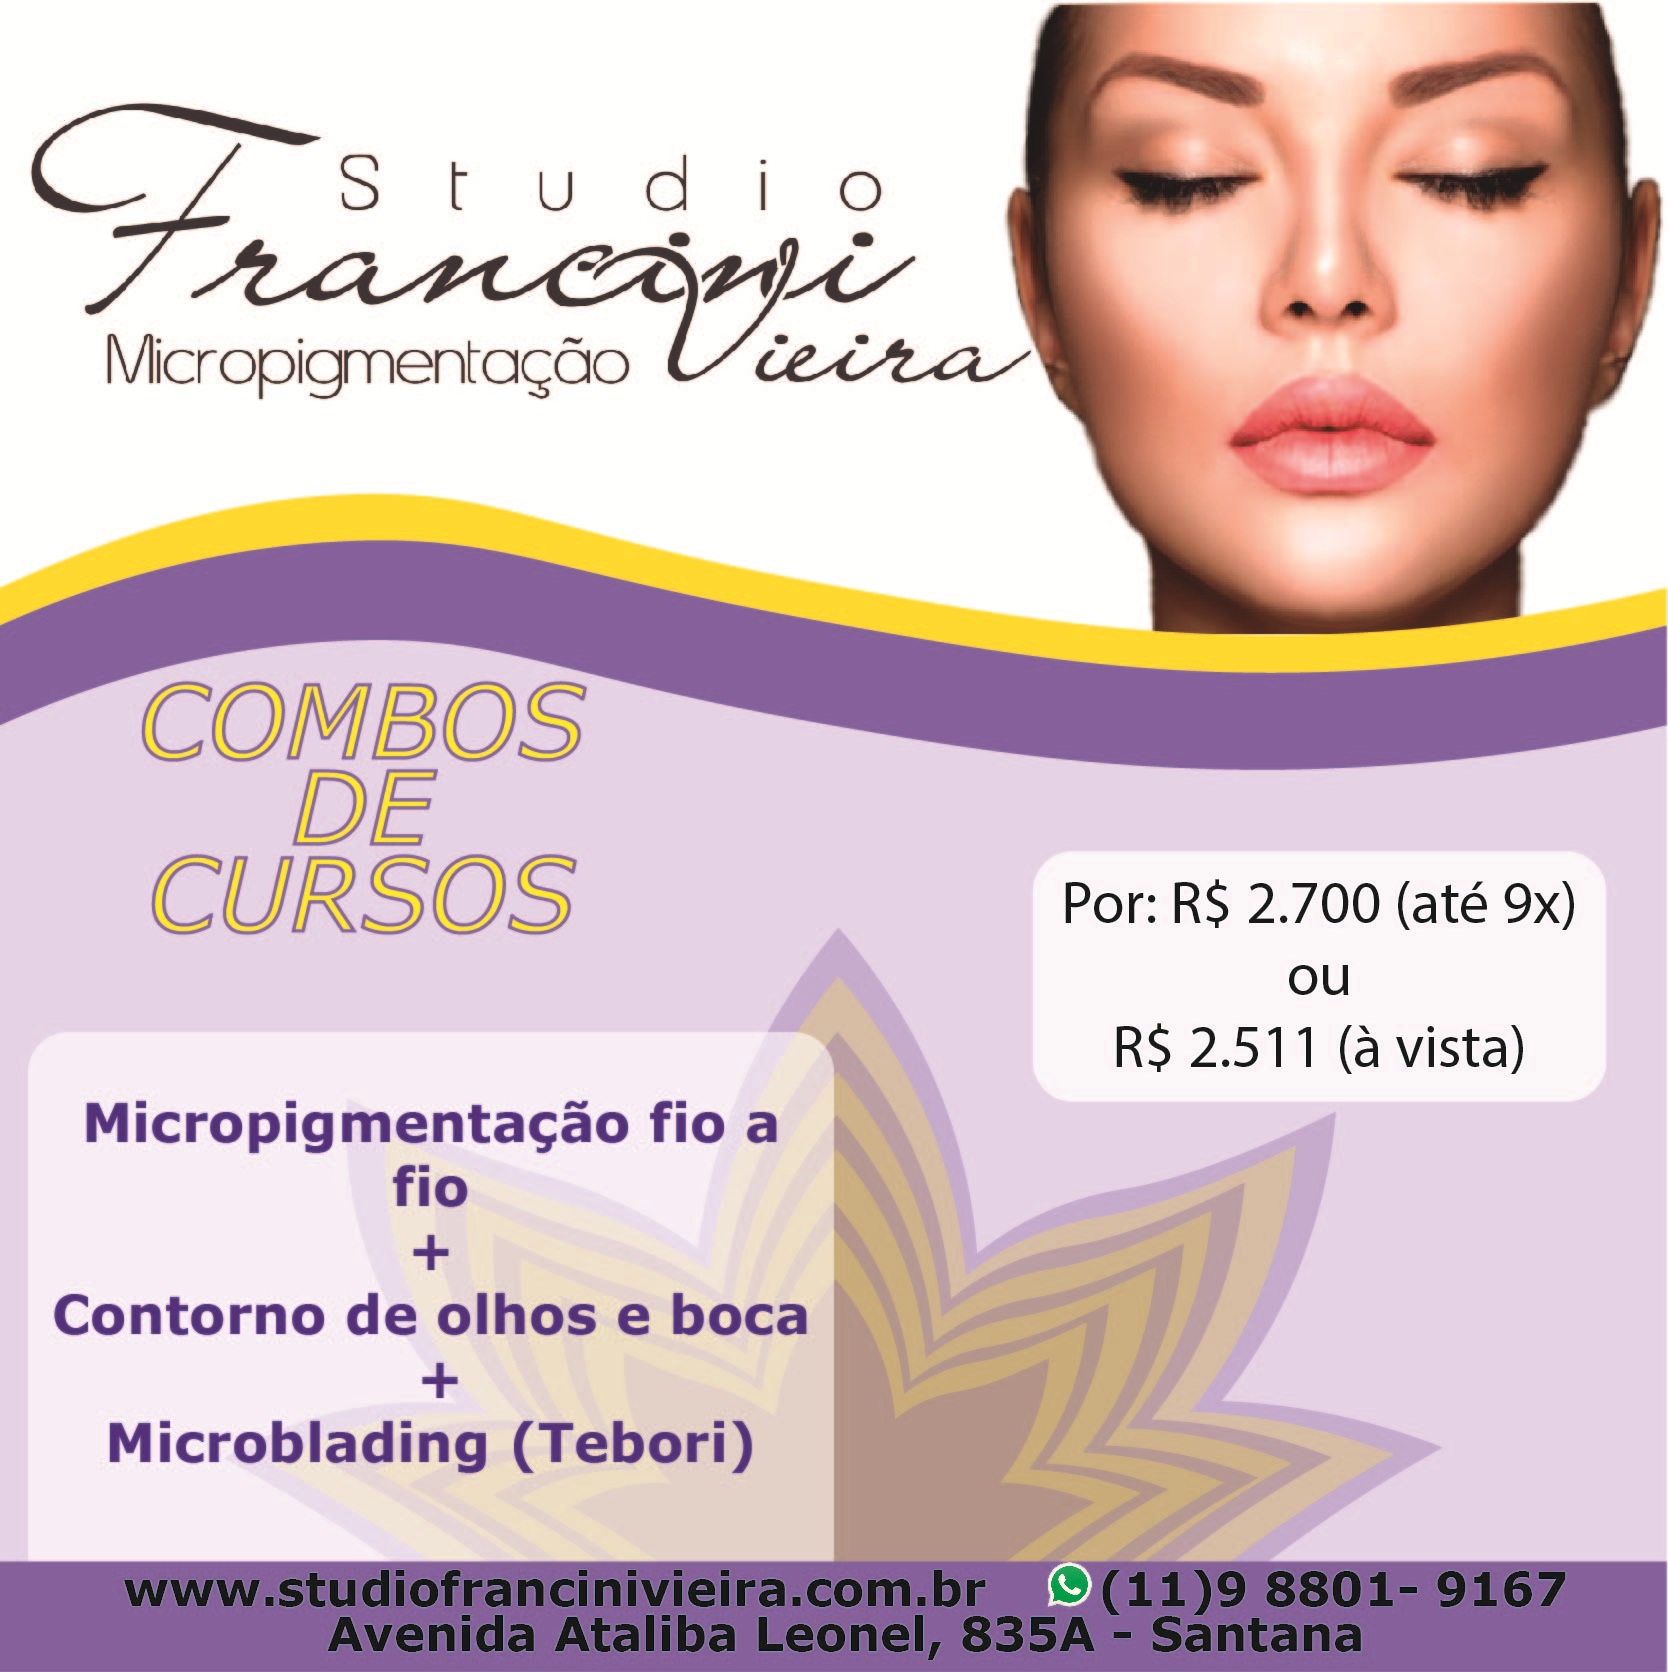 Studio
Francini
Micropigmentação Vieira
COMBOS
DE
CURSOS
Por: R$ 2.700 (até 9x)
ou
R$ 2.511 (à vista)
Micropigmentação fio a
fio
+
Contorno de olhos e boca
+
Microblading (Tebori)
www.studiofrancinivieira.com.br (11)9 8801- 9167
Avenida Ataliba Leonel, 835A - Santana